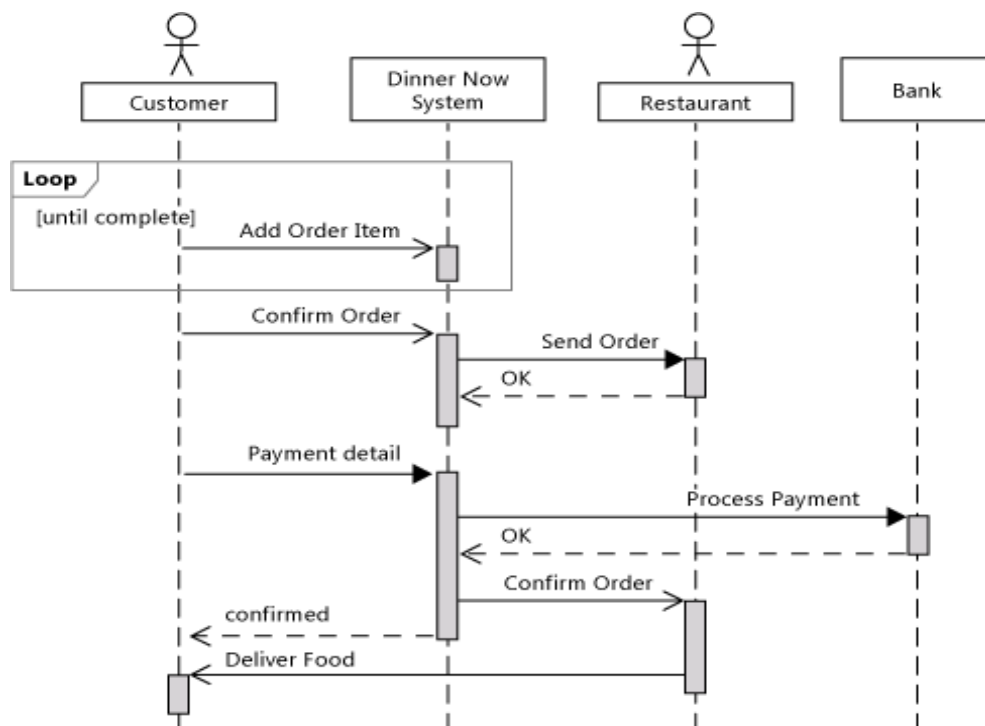 Customer
Dinner Now
System
Restaurant
Bank
Loop
[until complete]
Add Order Item
Confirm Order
Send Order
OK
Payment detail
Process Payment
OK
Confirm Order
confirmed
Deliver Food